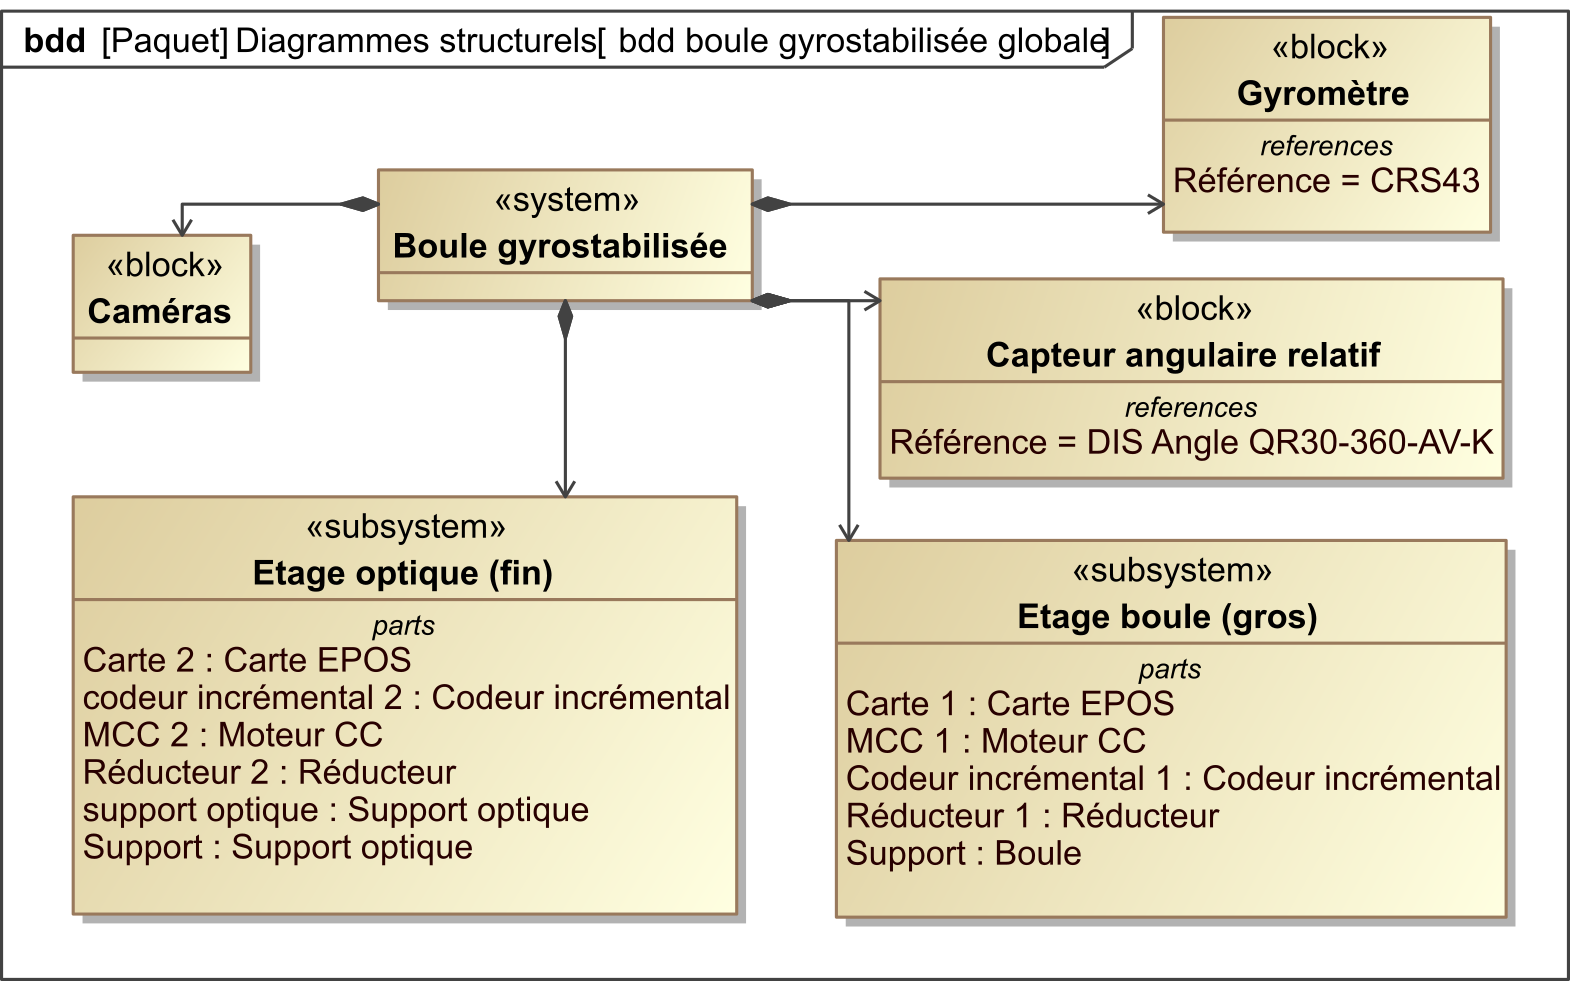 bdd [Paquet] Diagrammes structurels[ bdd boule gyrostabilisée globale]
«block»
Gyromètre
references
Référence = CRS43
«system»
Boule gyrostabilisée
«block»
Caméras
«block»
Capteur angulaire relatif
references
Référence = DIS Angle QR30-360-AV-K
«subsystem»
Etage optique (fin)
parts
Carte 2 : Carte EPOS
codeur incrémental 2 : Codeur incrémental
MCC 2 : Moteur CC
Réducteur 2 : Réducteur
support optique : Support optique
Support : Support optique
«subsystem»
Etage boule (gros)
parts
Carte 1 : Carte EPOS
MCC 1 : Moteur CC
Codeur incrémental 1 : Codeur incrémental
Réducteur 1 : Réducteur
Support : Boule